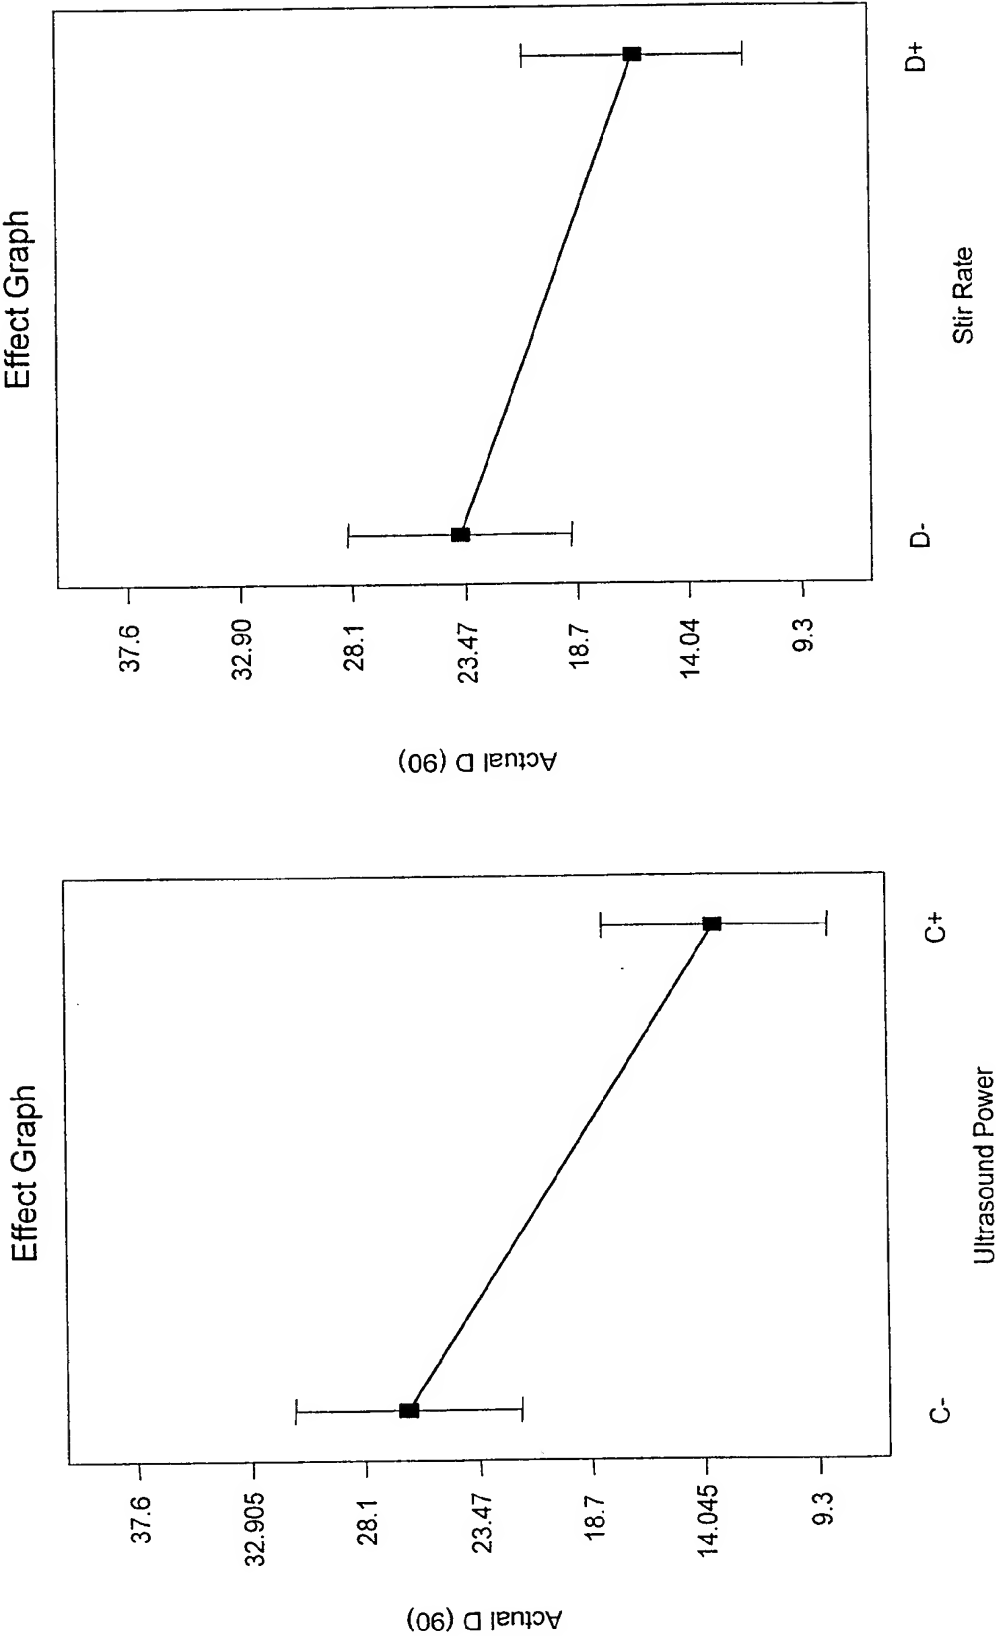 Effect Graph
Actual D (90)
37.6
32.905
28.1
23.47
18.7
14.045
9.3
C-
C+
Ultrasound Power
Effect Graph
Actual D (90)
37.6
32.90
28.1
23.47
18.7
14.04
9.3
D-
D+
Stir Rate